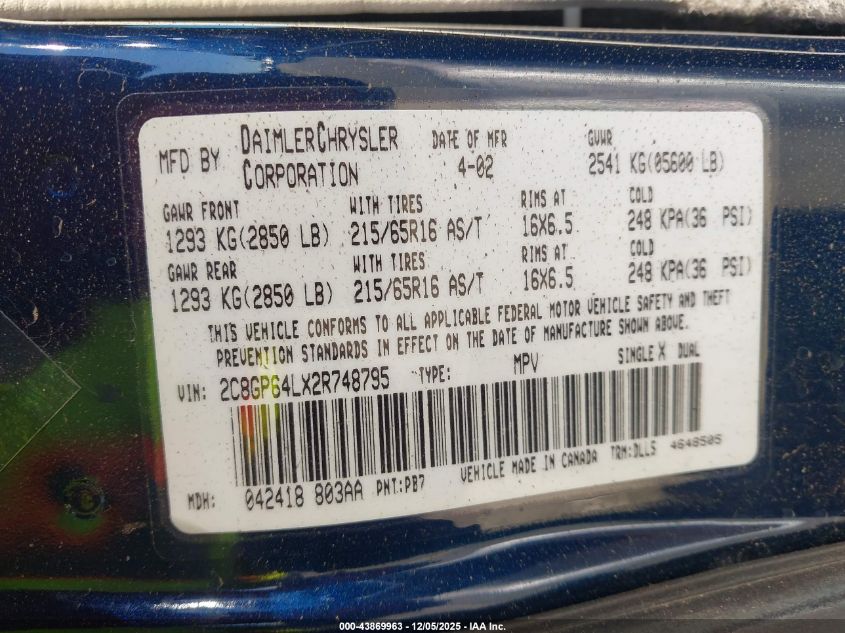 MFD BY DAIMLERCHRYSLER CORPORATION DATE OF MFR 4-02 GVWR 2541 KG(05600 LB)
GAWR FRONT WITH TIRES RIMS AT COLD
1293 KG(2850 LB) 215/65R16 AS/T 16X6.5 248 KPA(36 PSI)
GAWR REAR WITH TIRES RIMS AT COLD
1293 KG(2850 LB) 215/65R16 AS/T 16X6.5 248 KPA(36 PSI)
THIS VEHICLE CONFORMS TO ALL APPLICABLE FEDERAL MOTOR VEHICLE SAFETY AND THEFT
PREVENTION STANDARDS IN EFFECT ON THE DATE OF MANUFACTURE SHOWN ABOVE.
VIN: 2C8GP64LX2R748795 TYPE: MPV SINGLE X DUAL
MDH: 042418 803AA PNT:PB7 VEHICLE MADE IN CANADA TRM:DLL5 4648505
000-43869963 - 12/05/2025 - IAA Inc.